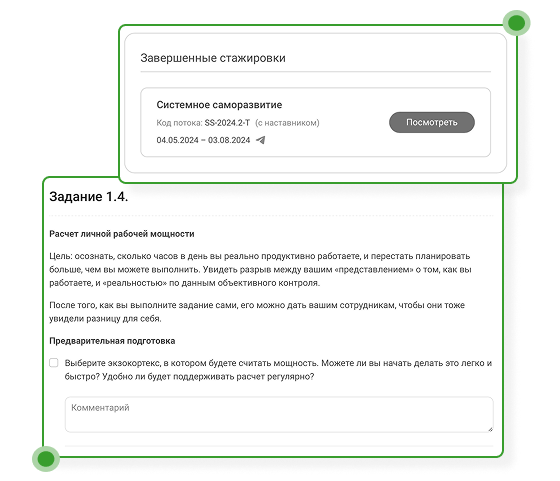 Завершенные стажировки
Системное саморазвитие
Код потока: SS-2024.2-T (с наставником)
04.05.2024 – 03.08.2024
Посмотреть
Задание 1.4.
Расчет личной рабочей мощности
Цель: осознать, сколько часов в день вы реально продуктивно работаете, и перестать планировать
больше, чем вы можете выполнить. Увидеть разрыв между вашим «представлением» о том, как вы
работаете, и «реальностью» по данным объективного контроля.
После того, как вы выполните задание сами, его можно дать вашим сотрудникам, чтобы они тоже
увидели разницу для себя.
Предварительная подготовка
Выберите экзокортекс, в котором будете считать мощность. Можете ли вы начать делать это легко и
быстро? Удобно ли будет поддерживать расчет регулярно?
Комментарий